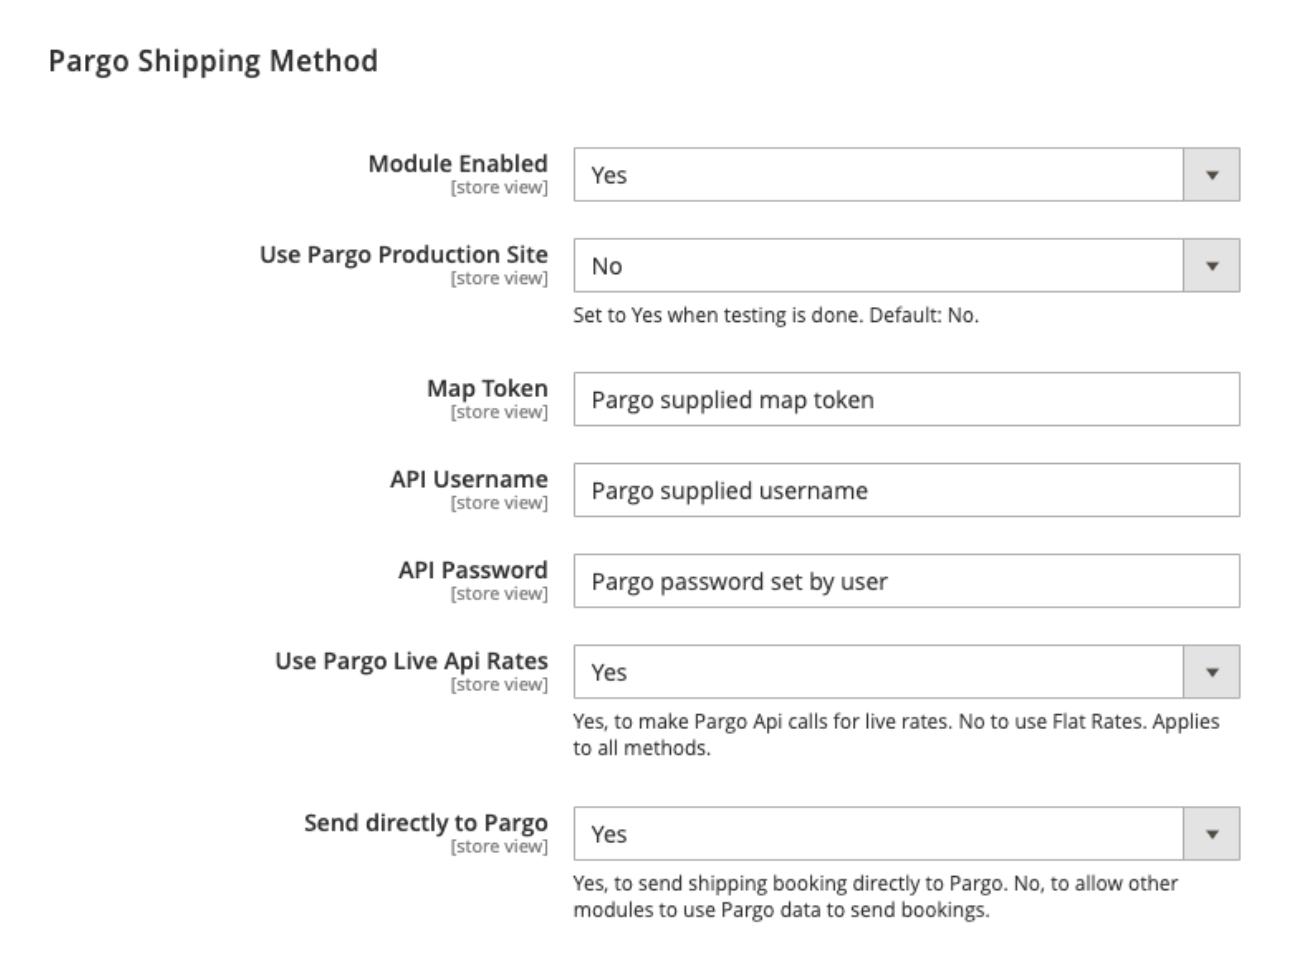 Pargo Shipping Method
Module Enabled
[store view]
Yes
Use Pargo Production Site
[store view]
No
Set to Yes when testing is done. Default: No.
Map Token
[store view]
Pargo supplied map token
API Username
[store view]
Pargo supplied username
API Password
[store view]
Pargo password set by user
Use Pargo Live Api Rates
[store view]
Yes
Yes, to make Pargo Api calls for live rates. No to use Flat Rates. Applies
to all methods.
Send directly to Pargo
[store view]
Yes
Yes, to send shipping booking directly to Pargo. No, to allow other
modules to use Pargo data to send bookings.